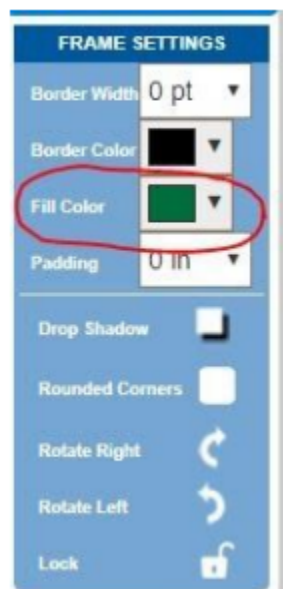 FRAME SETTINGS
Border Width 0 pt
Border Color
Fill Color
Padding 0 in
Drop Shadow
Rounded Corners
Rotate Right
Rotate Left
Lock